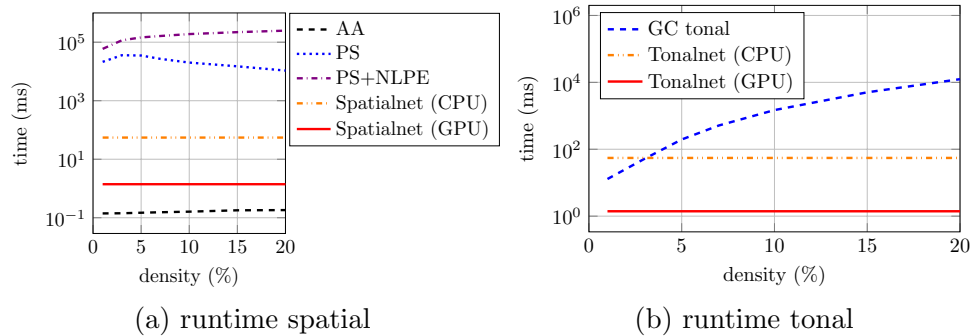 10^5
10^3
10^1
10^-1
time (ms)
0 5 10 15 20
density (%)
AA
PS
PS+NLPE
Spatialnet (CPU)
Spatialnet (GPU)
(a) runtime spatial
10^6
10^4
10^2
10^0
time (ms)
0 5 10 15 20
density (%)
GC tonal
Tonalnet (CPU)
Tonalnet (GPU)
(b) runtime tonal